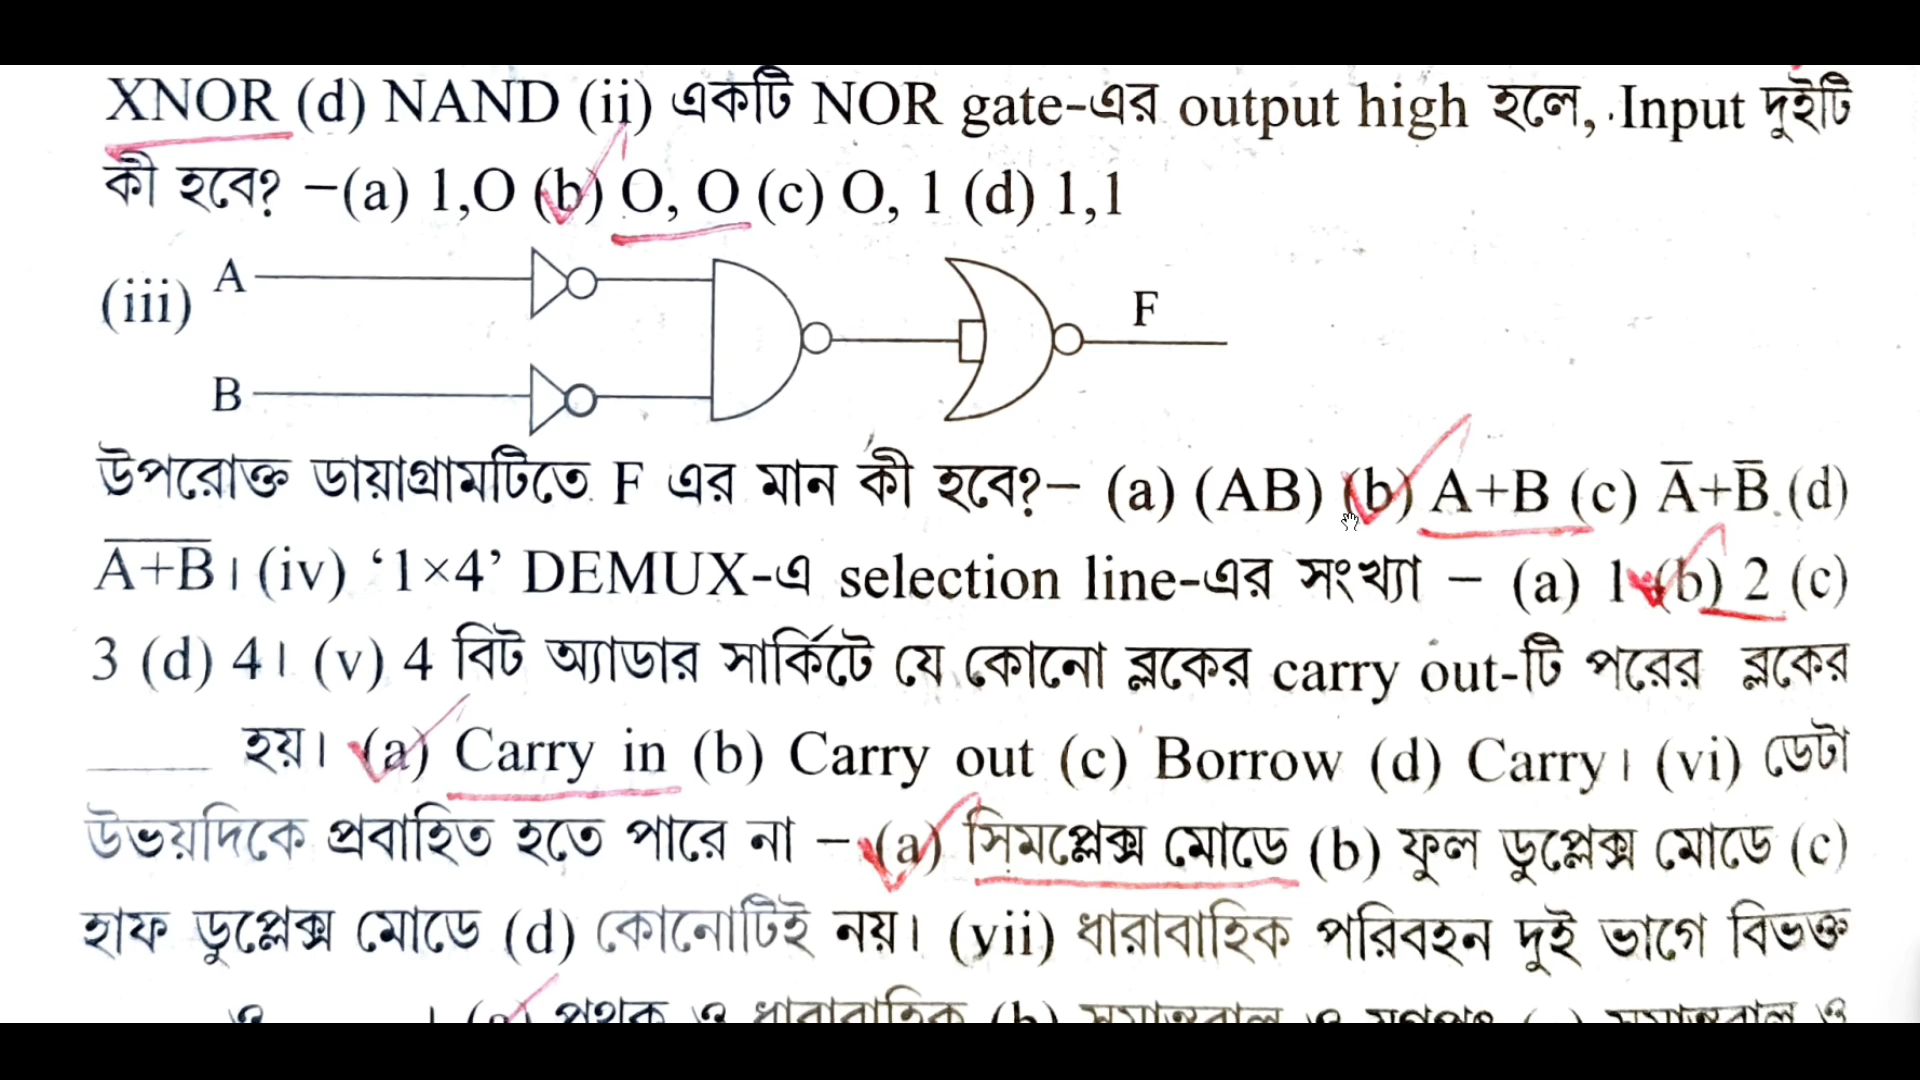 XNOR (d) NAND (ii) একটি NOR gate-এর output high হলে, Input দুইটি
কী হবে? –(a) 1,O (b) O, O (c) O, 1 (d) 1,1
(iii) A
F
B
উপরোক্ত ডায়াগ্রামটিতে F এর মান কী হবে?– (a) (AB) (b) A+B (c) A̅+B̅ (d)
A̅+̅B̅। (iv) ‘1×4’ DEMUX-এ selection line-এর সংখ্যা – (a) 1 (b) 2 (c)
3 (d) 4। (v) 4 বিট অ্যাডার সার্কিটে যে কোনো ব্লকের carry out-টি পরের ব্লকের
______ হয়। (a) Carry in (b) Carry out (c) Borrow (d) Carry। (vi) ডেটা
উভয়দিকে প্রবাহিত হতে পারে না – (a) সিমপ্লেক্স মোডে (b) ফুল ডুপ্লেক্স মোডে (c)
হাফ ডুপ্লেক্স মোডে (d) কোনোটিই নয়। (vii) ধারাবাহিক পরিবহন দুই ভাগে বিভক্ত
ও । (a) পৃথক ও ধারাবাহিক (b) ও